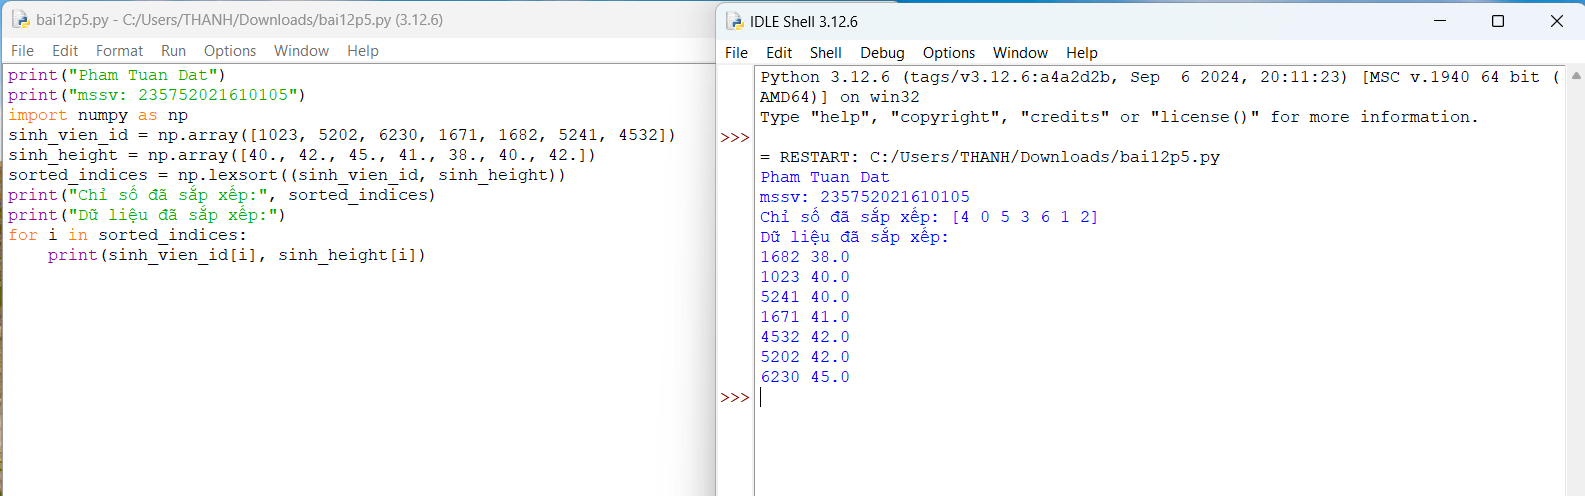 bai12p5.py - C:/Users/THANH/Downloads/bai12p5.py (3.12.6)
File Edit Format Run Options Window Help
print("Pham Tuan Dat")
print("mssv: 235752021610105")
import numpy as np
sinh_vien_id = np.array([1023, 5202, 6230, 1671, 1682, 5241, 4532])
sinh_height = np.array([40., 42., 45., 41., 38., 40., 42.])
sorted_indices = np.lexsort((sinh_vien_id, sinh_height))
print("Chỉ số đã sắp xếp:", sorted_indices)
print("Dữ liệu đã sắp xếp:")
for i in sorted_indices:
    print(sinh_vien_id[i], sinh_height[i])
IDLE Shell 3.12.6
File Edit Shell Debug Options Window Help
Python 3.12.6 (tags/v3.12.6:a4a2d2b, Sep  6 2024, 20:11:23) [MSC v.1940 64 bit (
AMD64)] on win32
Type "help", "copyright", "credits" or "license()" for more information.
>>>
= RESTART: C:/Users/THANH/Downloads/bai12p5.py
Pham Tuan Dat
mssv: 235752021610105
Chỉ số đã sắp xếp: [4 0 5 3 6 1 2]
Dữ liệu đã sắp xếp:
1682 38.0
1023 40.0
5241 40.0
1671 41.0
4532 42.0
5202 42.0
6230 45.0
>>>